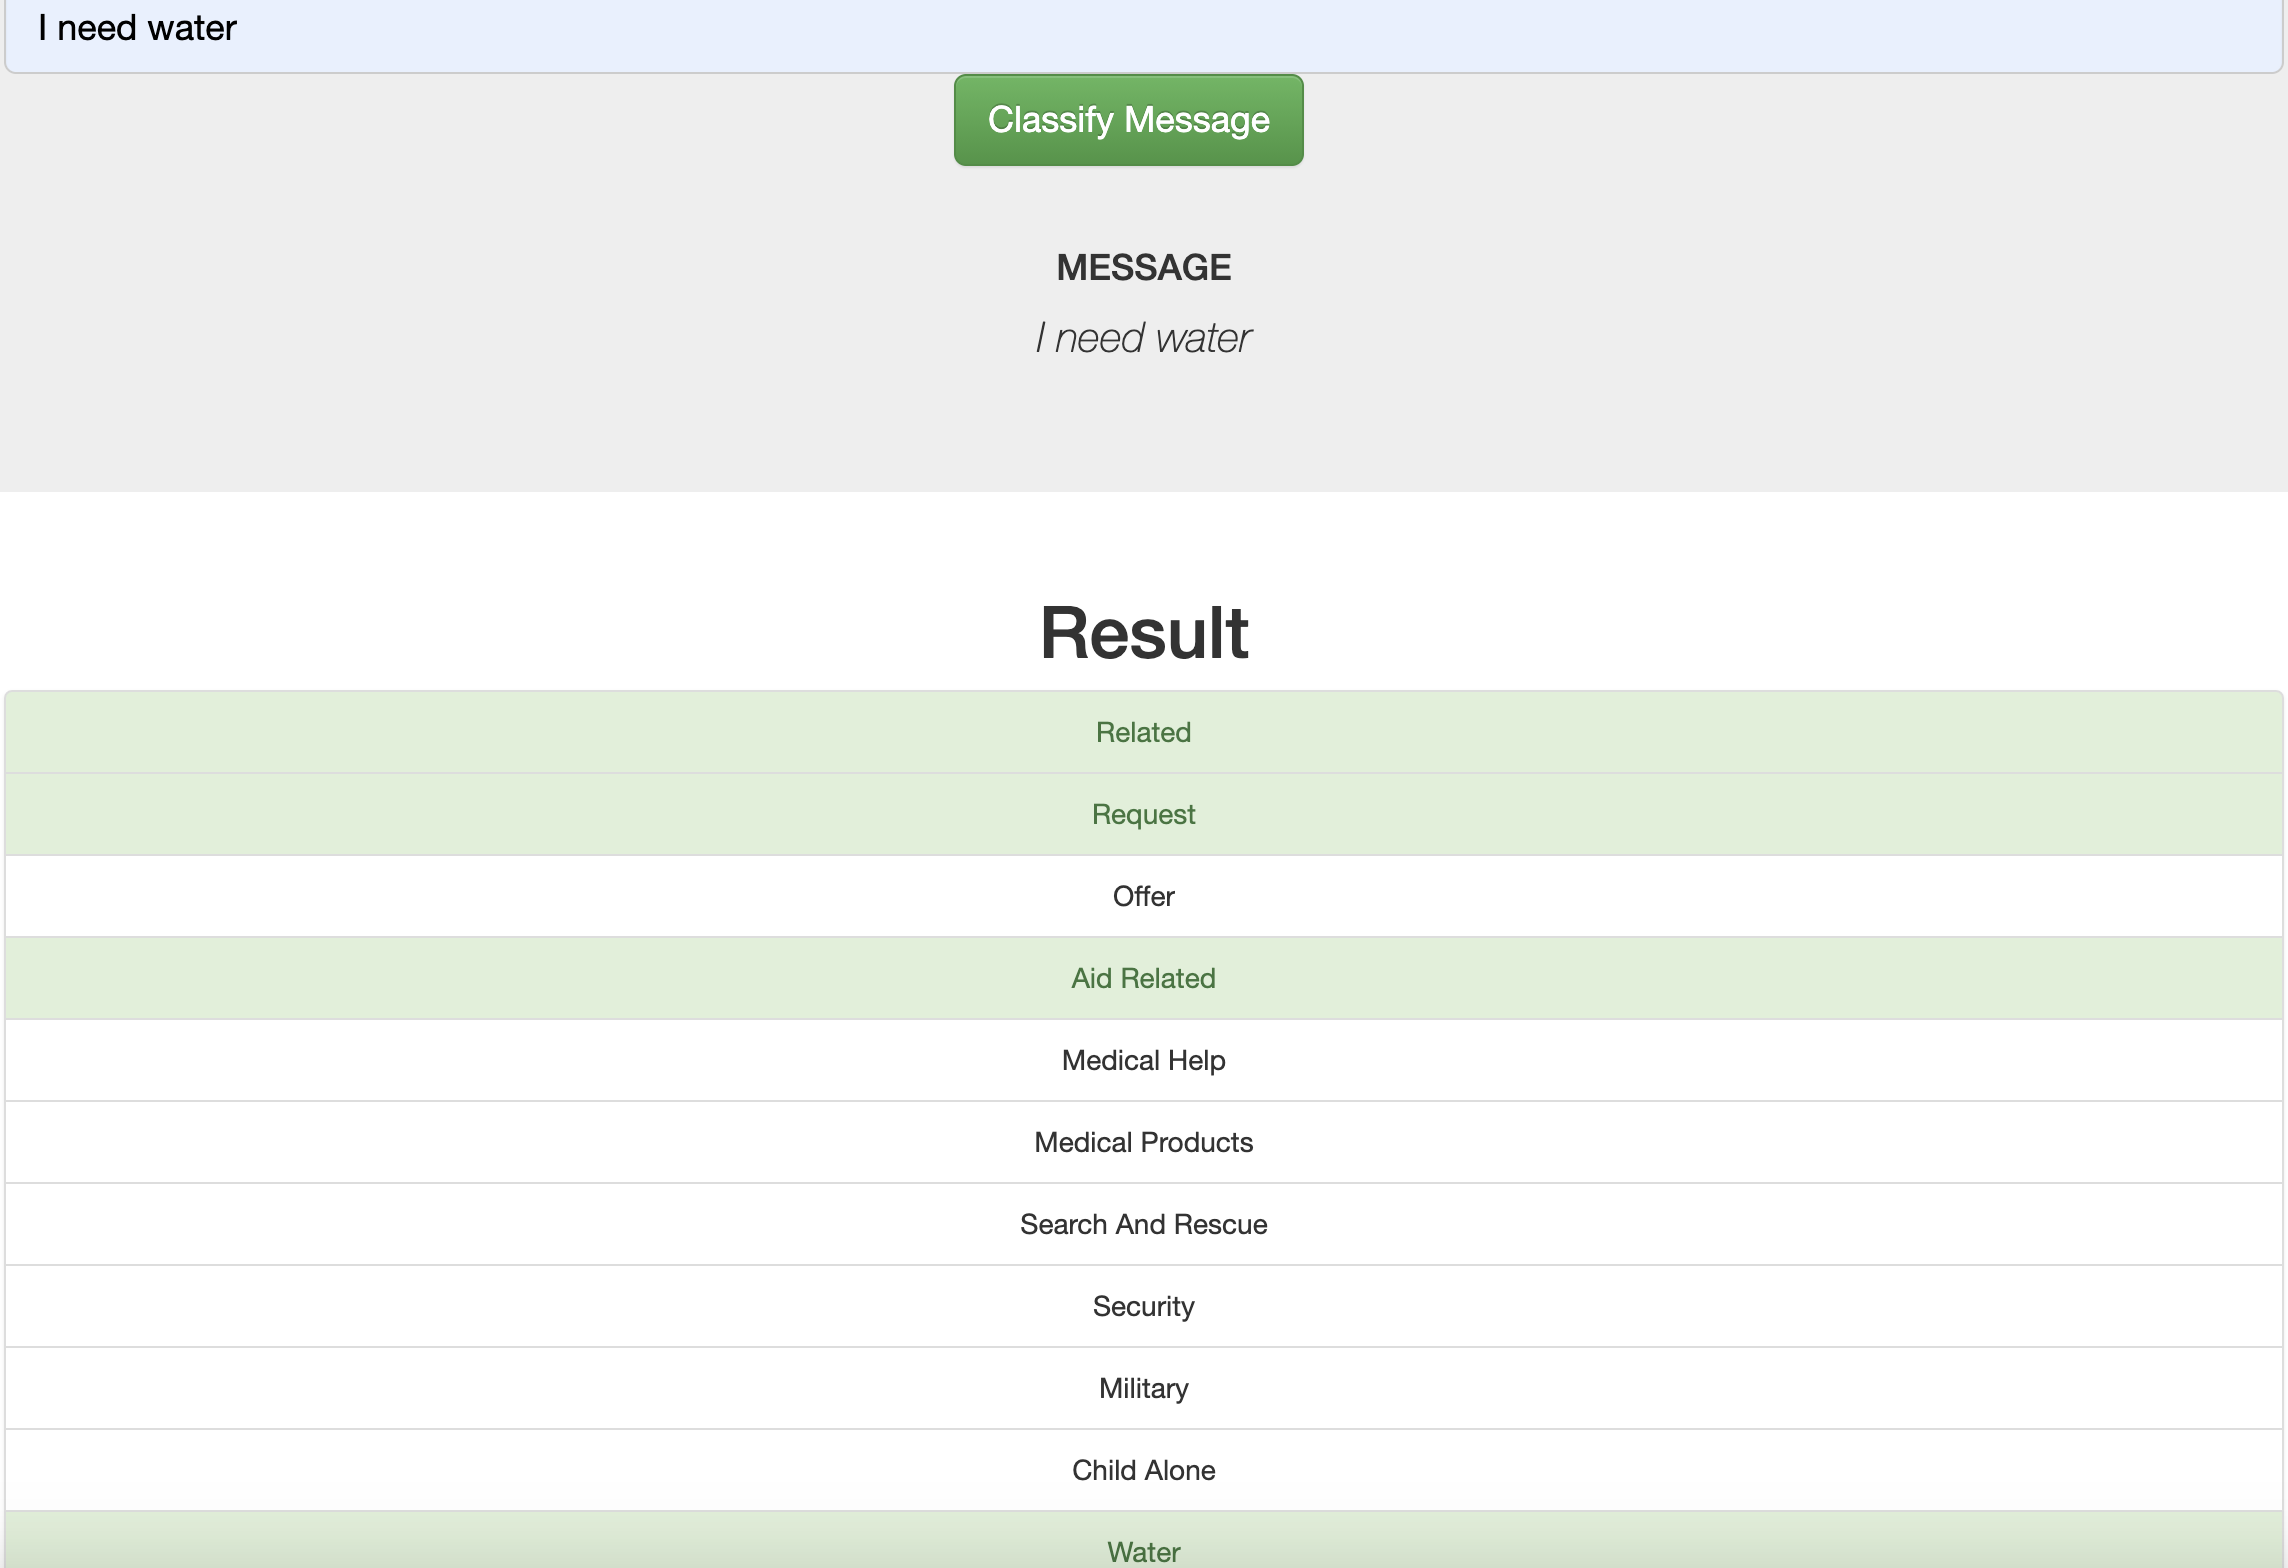 I need water
Classify Message
MESSAGE
I need water
Result
Related
Request
Offer
Aid Related
Medical Help
Medical Products
Search And Rescue
Security
Military
Child Alone
Water